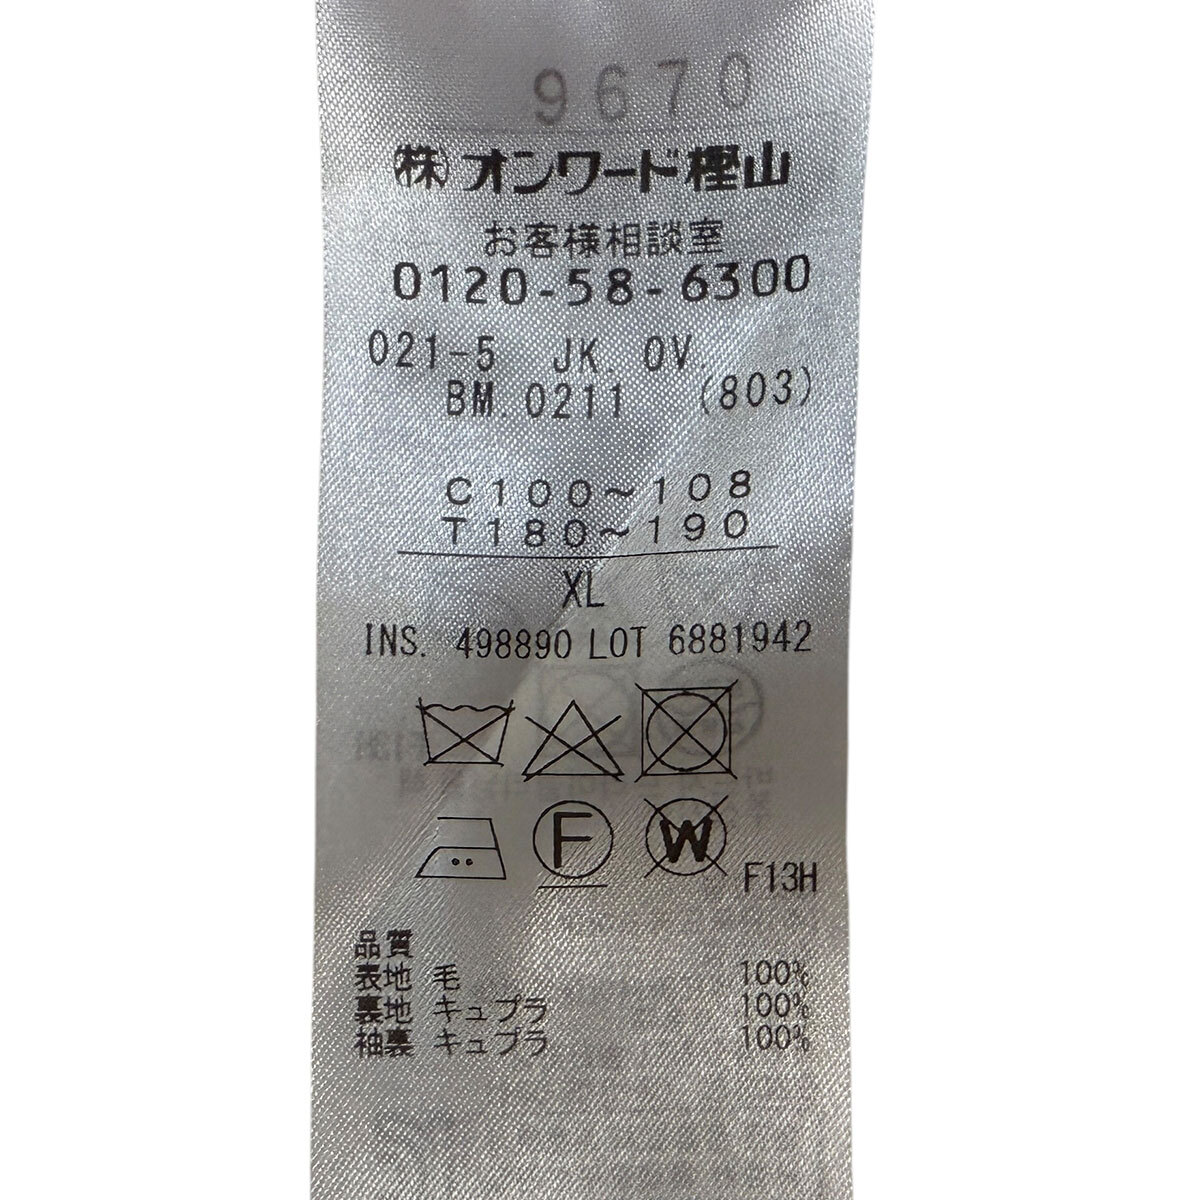 9670
㈱オンワード樫山
お客様相談室
0120-58-6300
021-5 JK. OV.
BM. 0211 (803)
C100~108
T180~190
XL
INS. 498890 LOT 6881942
F W F13H
品質
表地 毛 100%
裏地 キュプラ 100%
袖裏 キュプラ 100%